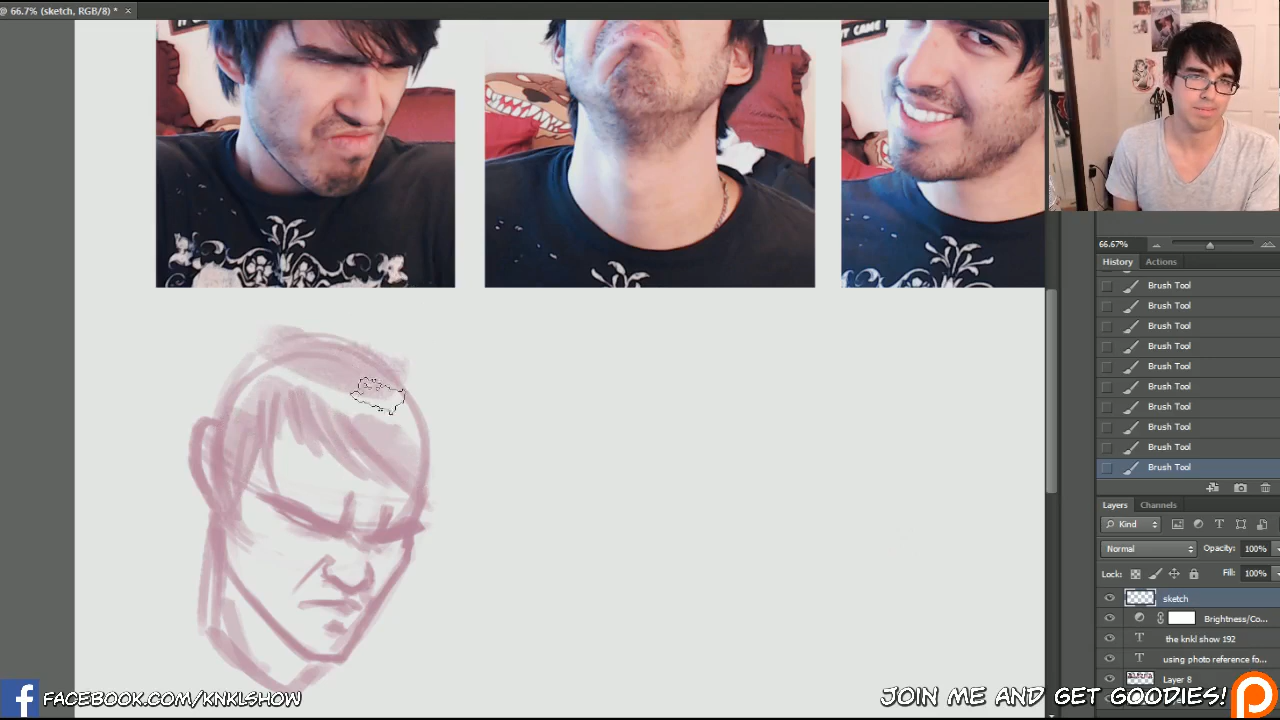 @ 66.7% (sketch, RGB/8) * ×
CAME
66.67%
History
Actions
Brush Tool
Brush Tool
Brush Tool
Brush Tool
Brush Tool
Brush Tool
Brush Tool
Brush Tool
Brush Tool
Brush Tool
Layers
Channels
Kind
Normal
Opacity: 100%
Lock:
Fill: 100%
sketch
Brightness/Co...
T the knkl show 192
T using photo reference fo...
Layer 8
f FACEBOOK.COM/KNKLSHOW
JOIN ME AND GET GOODIES!